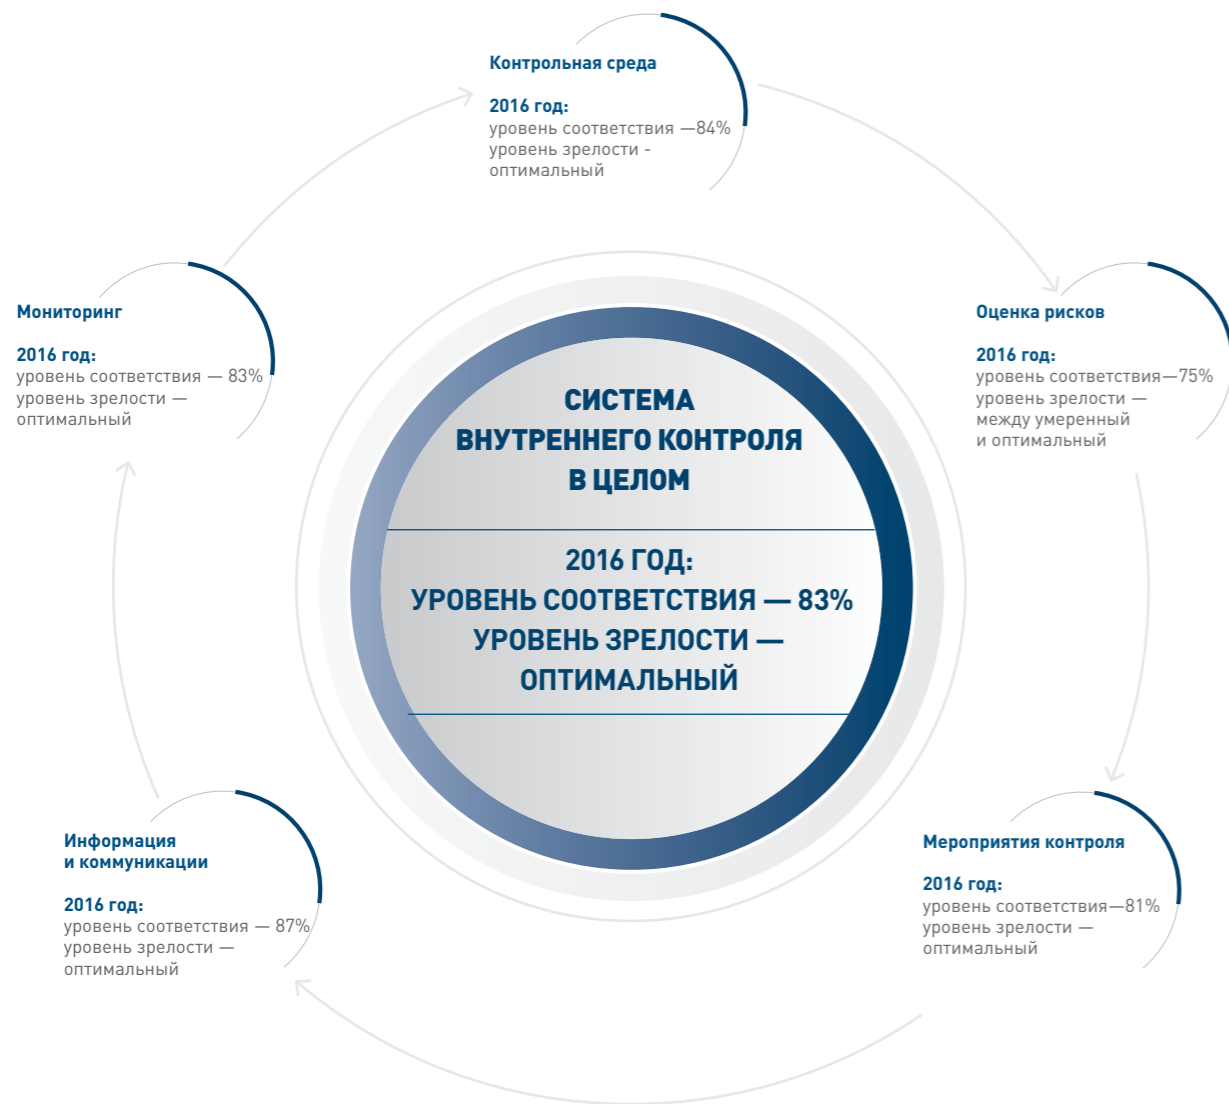 Контрольная среда
2016 год:
уровень соответствия —84%
уровень зрелости -
оптимальный
Мониторинг
2016 год:
уровень соответствия — 83%
уровень зрелости —
оптимальный
Оценка рисков
2016 год:
уровень соответствия—75%
уровень зрелости —
между умеренный
и оптимальный
СИСТЕМА
ВНУТРЕННЕГО КОНТРОЛЯ
В ЦЕЛОМ
2016 ГОД:
УРОВЕНЬ СООТВЕТСТВИЯ — 83%
УРОВЕНЬ ЗРЕЛОСТИ —
ОПТИМАЛЬНЫЙ
Информация
и коммуникации
2016 год:
уровень соответствия — 87%
уровень зрелости —
оптимальный
Мероприятия контроля
2016 год:
уровень соответствия—81%
уровень зрелости —
оптимальный